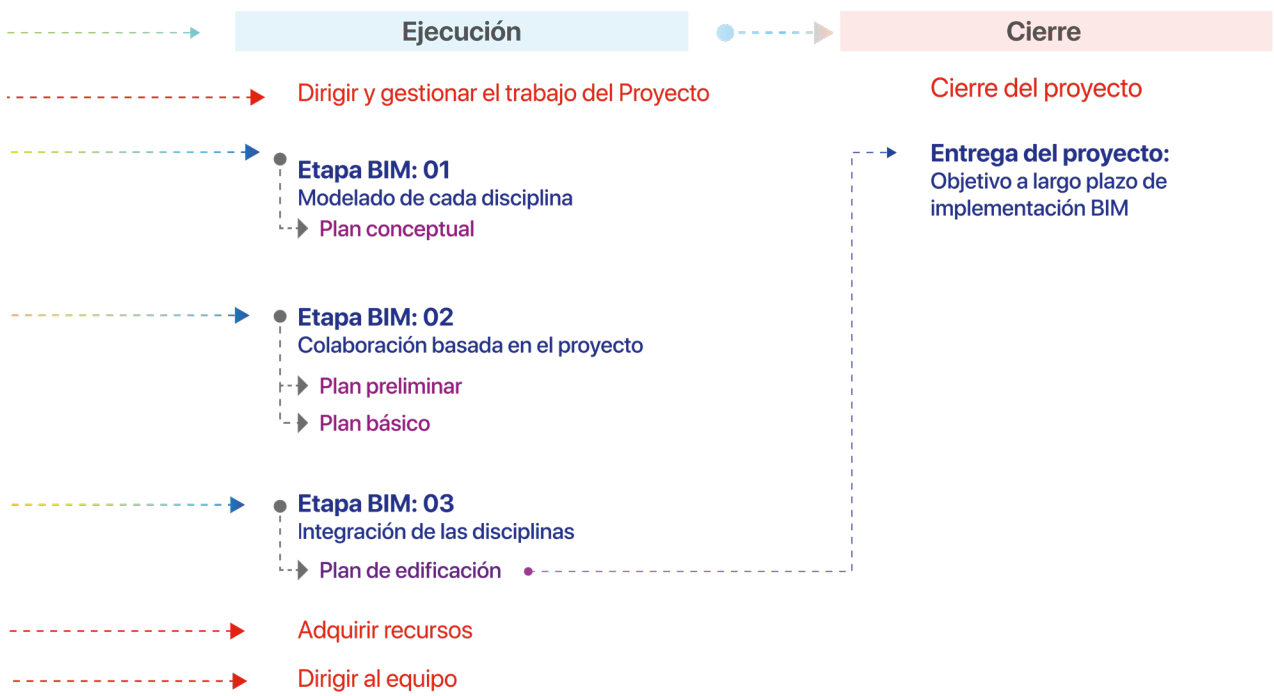 Ejecución
Dirigir y gestionar el trabajo del Proyecto
Etapa BIM: 01
Modelado de cada disciplina
Plan conceptual
Etapa BIM: 02
Colaboración basada en el proyecto
Plan preliminar
Plan básico
Etapa BIM: 03
Integración de las disciplinas
Plan de edificación
Adquirir recursos
Dirigir al equipo
Cierre
Cierre del proyecto
Entrega del proyecto:
Objetivo a largo plazo de
implementación BIM